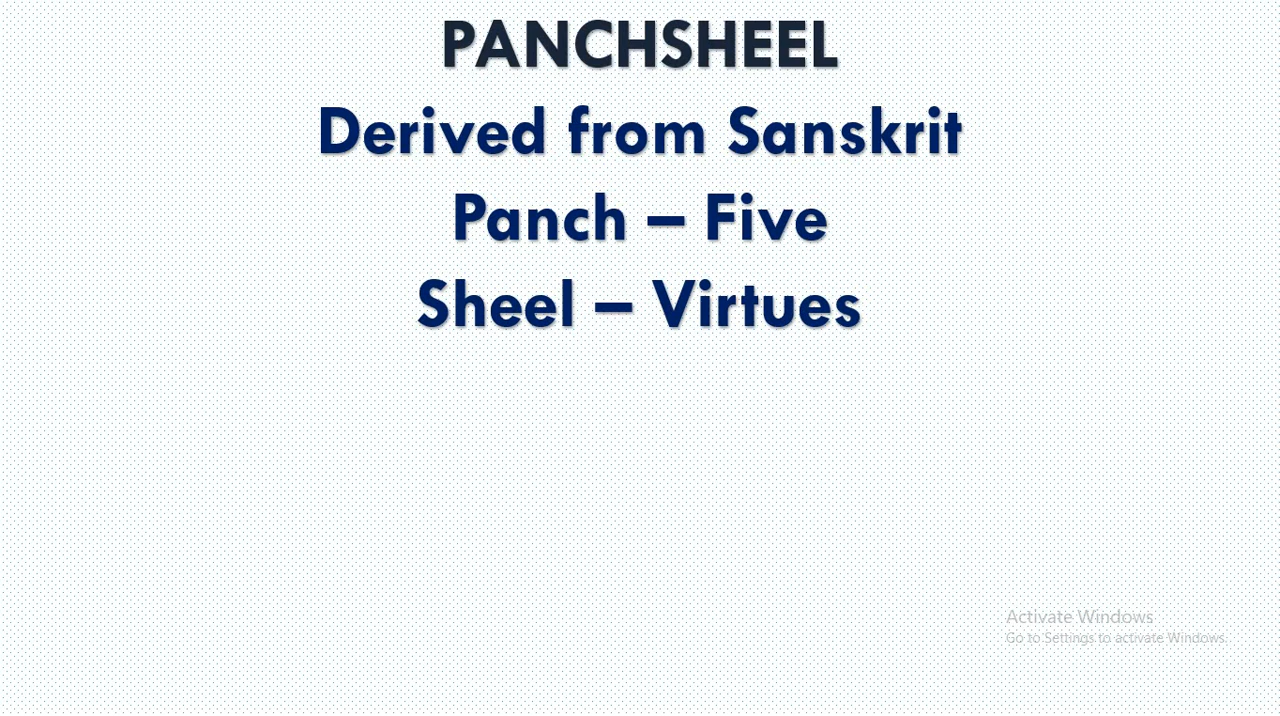 PANCHSHEEL
Derived from Sanskrit
Panch – Five
Sheel – Virtues
Activate Windows
Go to Settings to activate Windows.